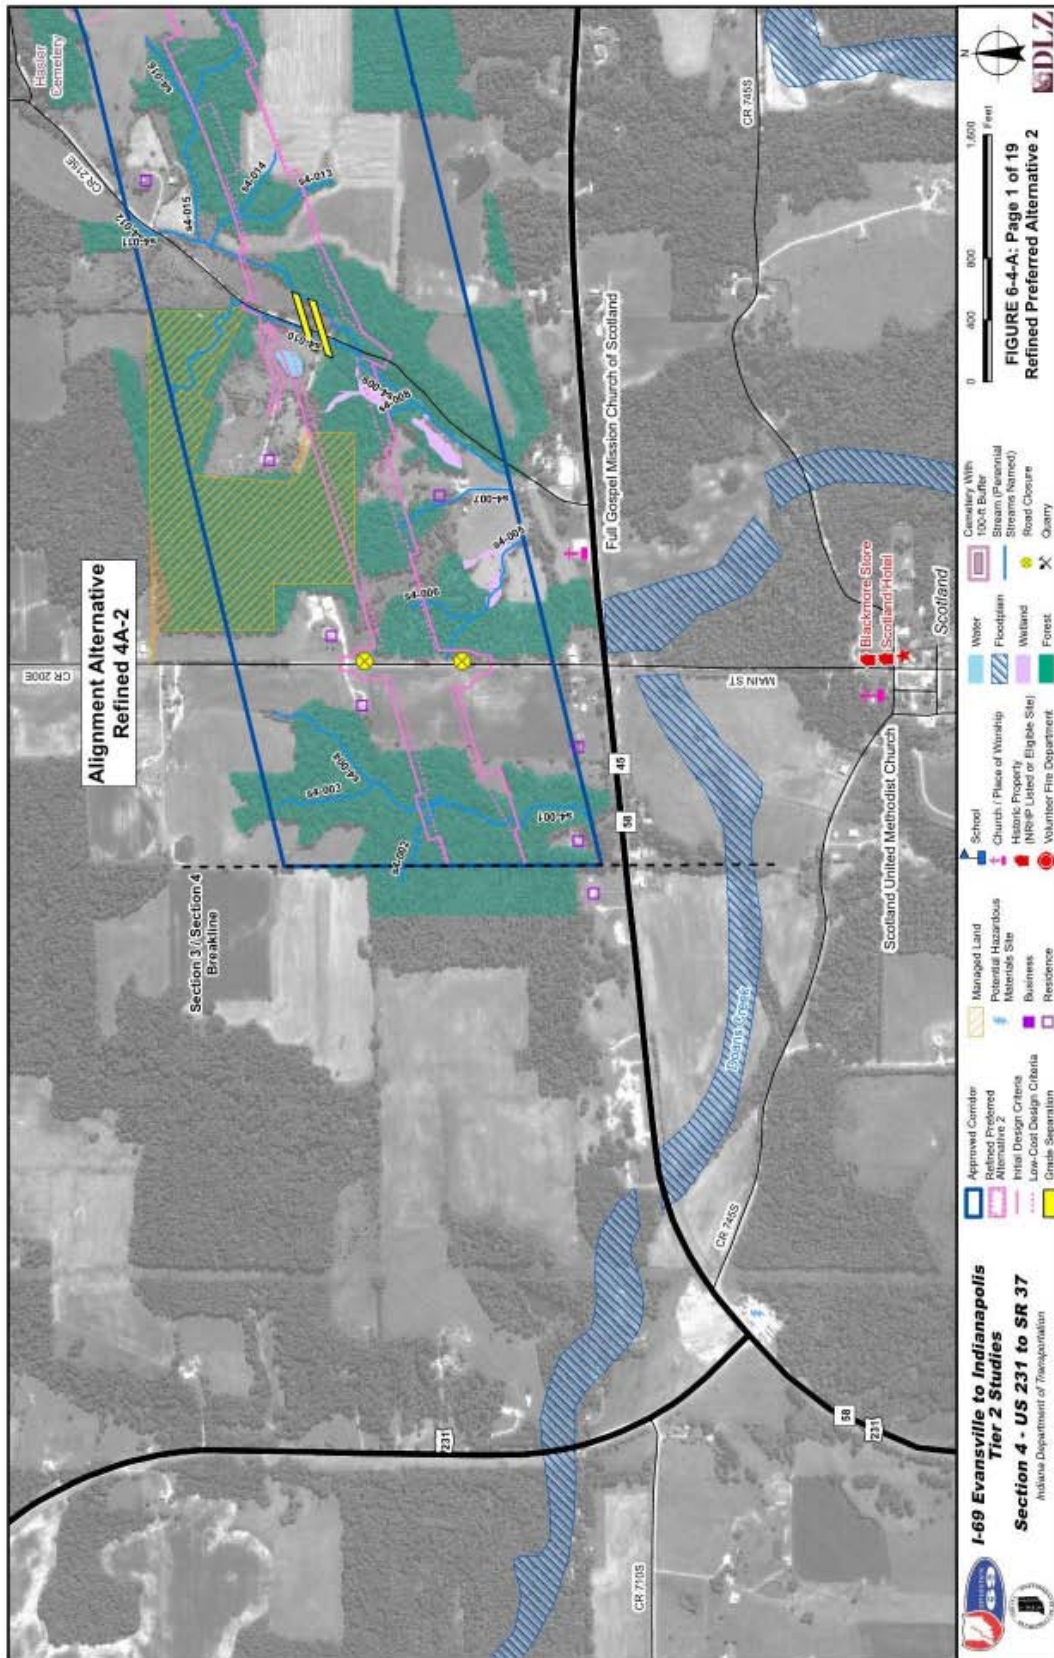 Alignment Alternative
Refined 4A-2
Section 3 / Section 4
Breakline
Hasler
Cemetery
CR 215E
CR 200E
MAIN ST
CR 745S
CR 745S
CR 710S
231
58
231
58
45
Doans Creek
Full Gospel Mission Church of Scotland
Scotland United Methodist Church
Blackmore Store
Scotland Hotel
Scotland
s4-001
s4-002
s4-003
s4-004
s4-005
s4-006
s4-007
s4-008
s4-009
s4-010
s4-011
s4-012
s4-013
s4-014
s4-015
s4-016
I-69 Evansville to Indianapolis
Tier 2 Studies
Section 4 - US 231 to SR 37
Indiana Department of Transportation
Approved Corridor
Refined Preferred
Alternative 2
Initial Design Criteria
Low-Cost Design Criteria
Grade Separation
Managed Land
Potential Hazardous
Materials Site
Business
Residence
School
Church / Place of Worship
Historic Property
(NRHP Listed or Eligible Site)
Volunteer Fire Department
Water
Floodplain
Wetland
Forest
Cemetery With
100-ft Buffer
Stream (Perennial
Streams Named)
Road Closure
Quarry
0 400 800 1,600
Feet
FIGURE 6-4-A: Page 1 of 19
Refined Preferred Alternative 2
N
DLZ